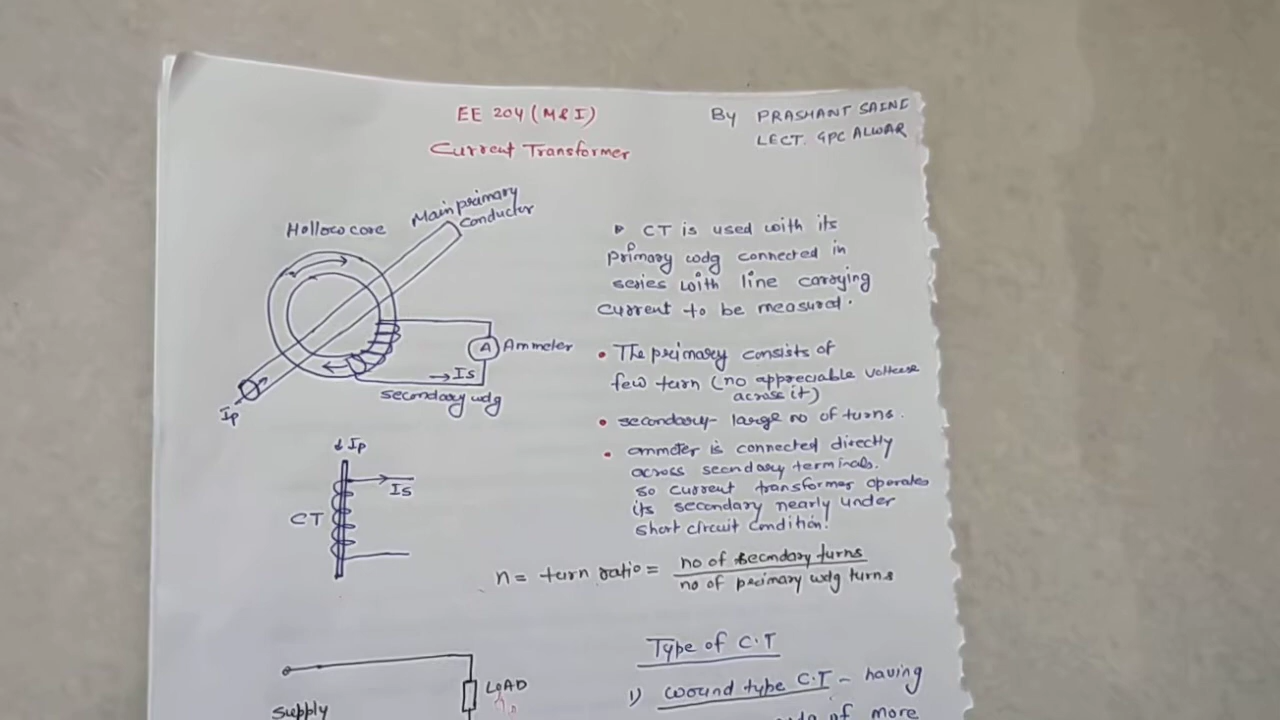 EE 204 (M & I)
Current Transformer
By PRASHANT SAINI
LECT. GPC ALWAR
Hollow core
Main primary
conductor
A Ammeter
→ Is
secondary wdg
Ip
Ip
Is
CT
CT is used with its
primary wdg connected in
series with line carrying
current to be measured.
• The primary consists of
few turn (no appreciable voltage
across it)
• secondary- large no of turns.
• ammeter is connected directly
across secondary terminals.
so current transformer operates
its secondary nearly under
short circuit condition.
n = turn ratio = no of secondary turns
no of primary wdg turns
LOAD
Supply
Type of C.T
1) wound type C.T - having
of more